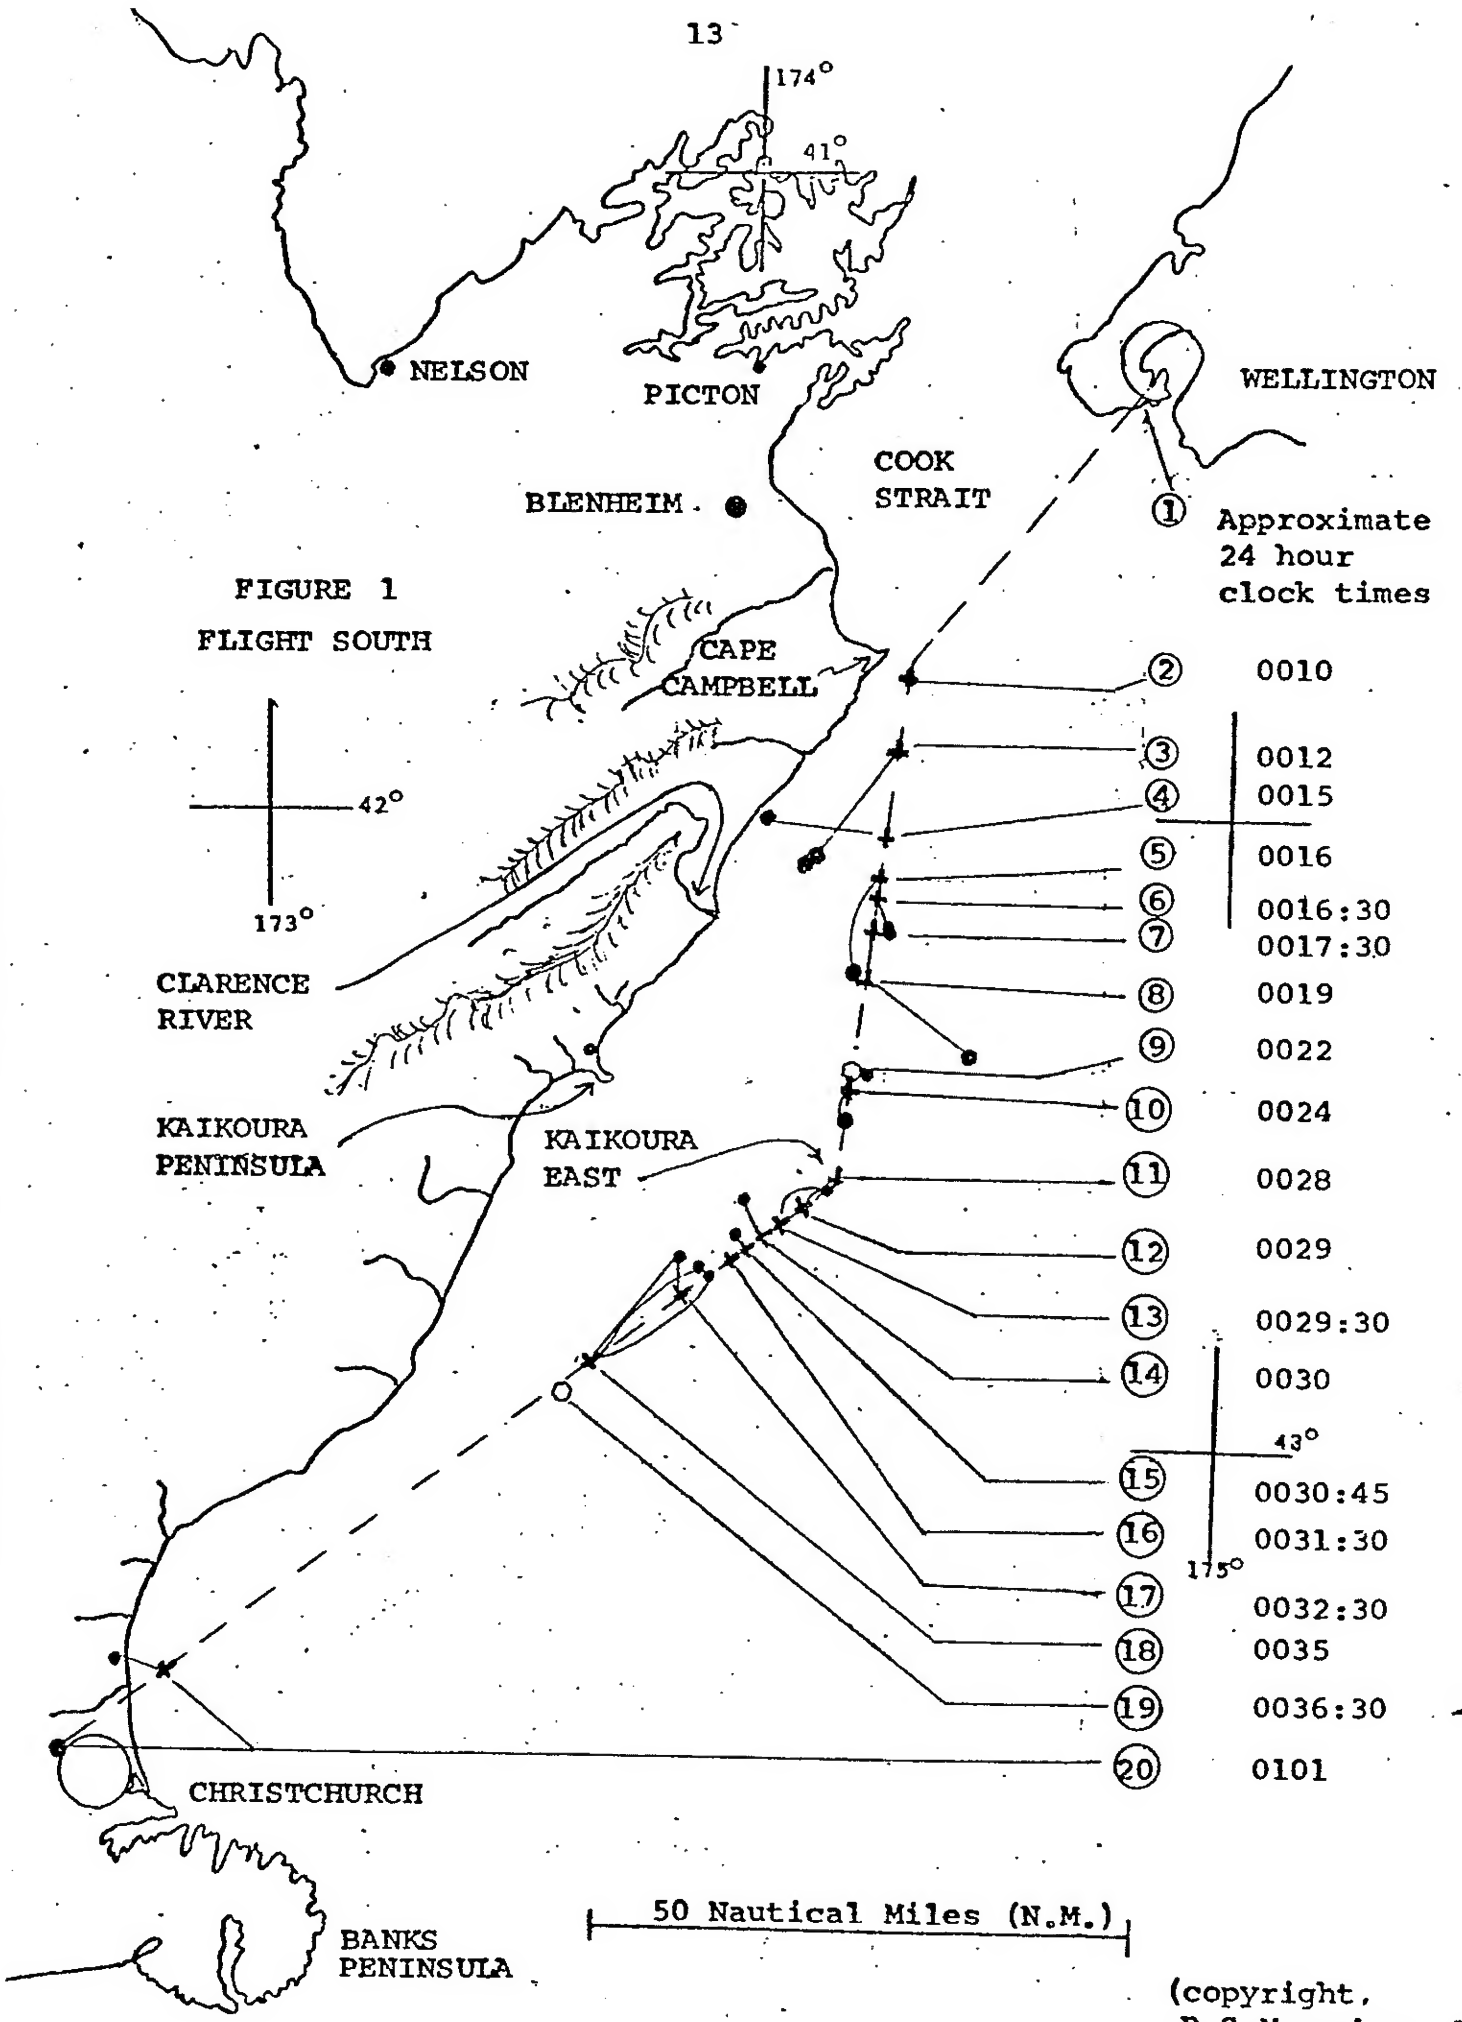 13
174°
41°
NELSON
PICTON
WELLINGTON
COOK
STRAIT
BLENHEIM
① Approximate
24 hour
clock times
FIGURE 1
FLIGHT SOUTH
CAPE
CAMPBELL
② 0010
③ 0012
④ 0015
42°
⑤ 0016
⑥ 0016:30
173°
⑦ 0017:30
CLARENCE
RIVER
⑧ 0019
⑨ 0022
⑩ 0024
KAIKOURA
PENINSULA
KAIKOURA
EAST
⑪ 0028
⑫ 0029
⑬ 0029:30
⑭ 0030
43°
⑮ 0030:45
⑯ 0031:30
175°
⑰ 0032:30
⑱ 0035
⑲ 0036:30
⑳ 0101
CHRISTCHURCH
50 Nautical Miles (N.M.)
BANKS
PENINSULA
(copyright,